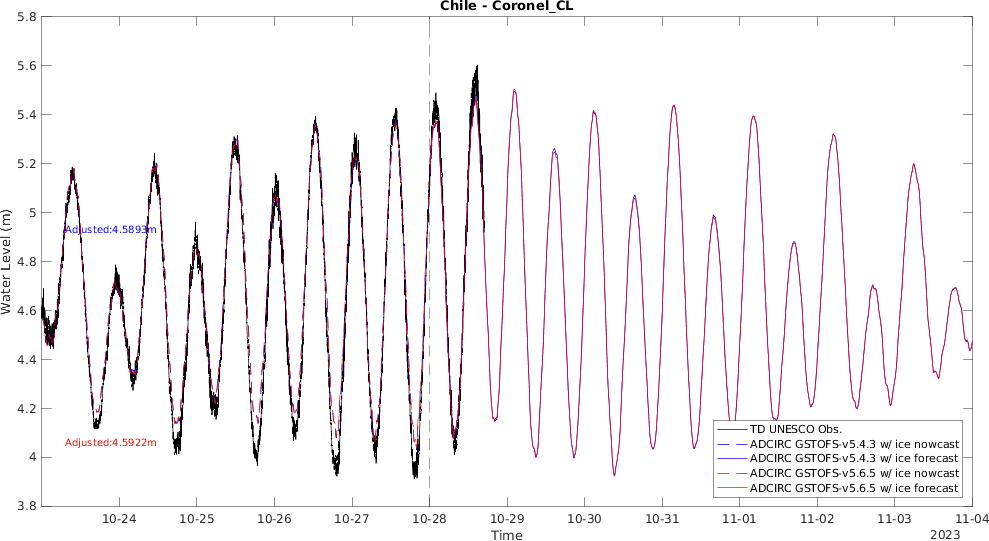 Chile - Coronel_CL
5.8
5.6
5.4
5.2
5
4.8
4.6
4.4
4.2
4
3.8
Water Level (m)
Adjusted:4.5893m
Adjusted:4.5922m
TD UNESCO Obs.
ADCIRC GSTOFS-v5.4.3 w/ ice nowcast
ADCIRC GSTOFS-v5.4.3 w/ ice forecast
ADCIRC GSTOFS-v5.6.5 w/ ice nowcast
ADCIRC GSTOFS-v5.6.5 w/ ice forecast
10-24 10-25 10-26 10-27 10-28 10-29 10-30 10-31 11-01 11-02 11-03 11-04
Time
2023